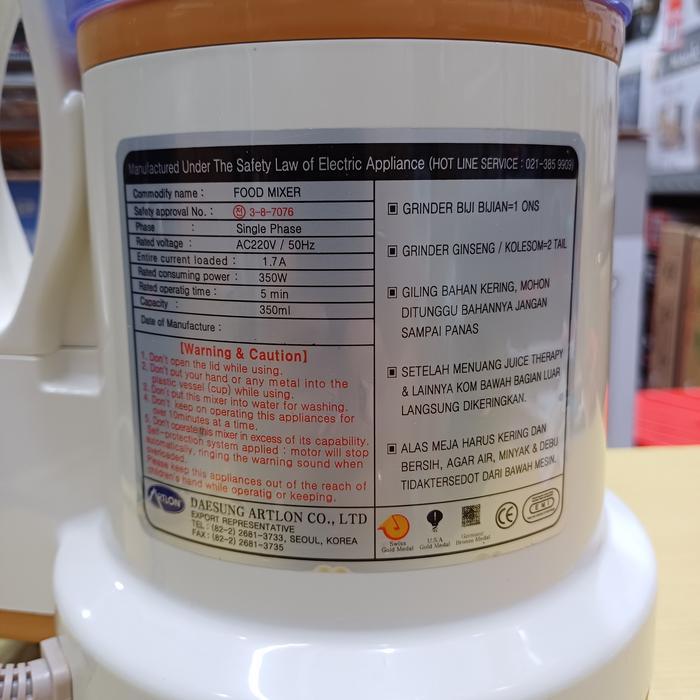 Manufactured Under The Safety Law of Electric Appliance (HOT LINE SERVICE : 021-385 9909)
Commodity name : FOOD MIXER
Safety approval No. : 3-8-7076
Phase : Single Phase
Rated voltage : AC220V / 50Hz
Entire current loaded : 1.7A
Rated consuming power : 350W
Rated operatig time : 5 min
Capacity : 350ml
Date of Manufacture :
[Warning & Caution]
1. Don't open the lid while using.
2. Don't put your hand or any metal into the
plastic vessel (cup) while using.
3. Don't put this mixer into water for washing.
4. Don't keep on operating this appliances for
over 10minutes at a time.
5. Don't operate this mixer in excess of its capability.
Self-protection system applied : motor will stop
automatically, ringing the warning sound when
overloaded.
Please keep this appliances out of the reach of
children's hand while operatig or keeping.
GRINDER BIJI BIJIAN=1 ONS
GRINDER GINSENG / KOLESOM=2 TAIL
GILING BAHAN KERING, MOHON
DITUNGGU BAHANNYA JANGAN
SAMPAI PANAS
SETELAH MENUANG JUICE THERAPY
& LAINNYA KOM BAWAH BAGIAN LUAR
LANGSUNG DIKERINGKAN.
ALAS MEJA HARUS KERING DAN
BERSIH, AGAR AIR, MINYAK & DEBU
TIDAKTERSEDOT DARI BAWAH MESIN.
ARTLON
DAESUNG ARTLON CO., LTD
EXPORT REPRESENTATIVE
TEL : (82-2) 2681-3733, SEOUL, KOREA
FAX : (82-2) 2681-3735
Swiss
Gold Medal
U.S.A
Gold Medal
Germany
Bronze Medal
CE
EMI